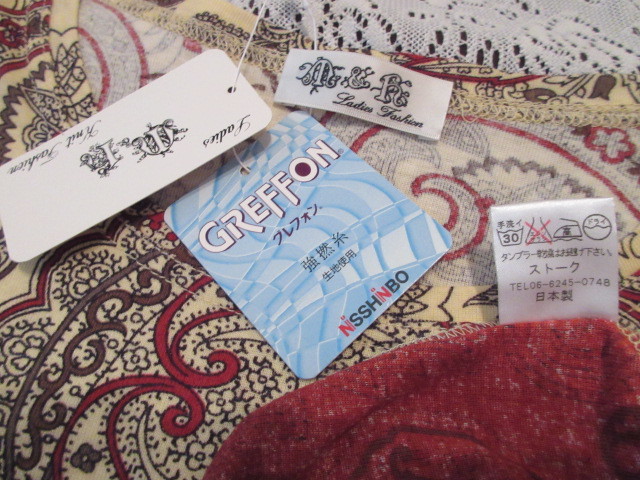 Ladies
Knit Fashion
M & K
Ladies Fashion
GREFFON
グレフォン
強撚糸
生地使用
NISSHINBO
手洗イ
30
ドライ
タンブラー乾燥はお避け下さい。
ストーク
TEL06-6245-0748
日本製